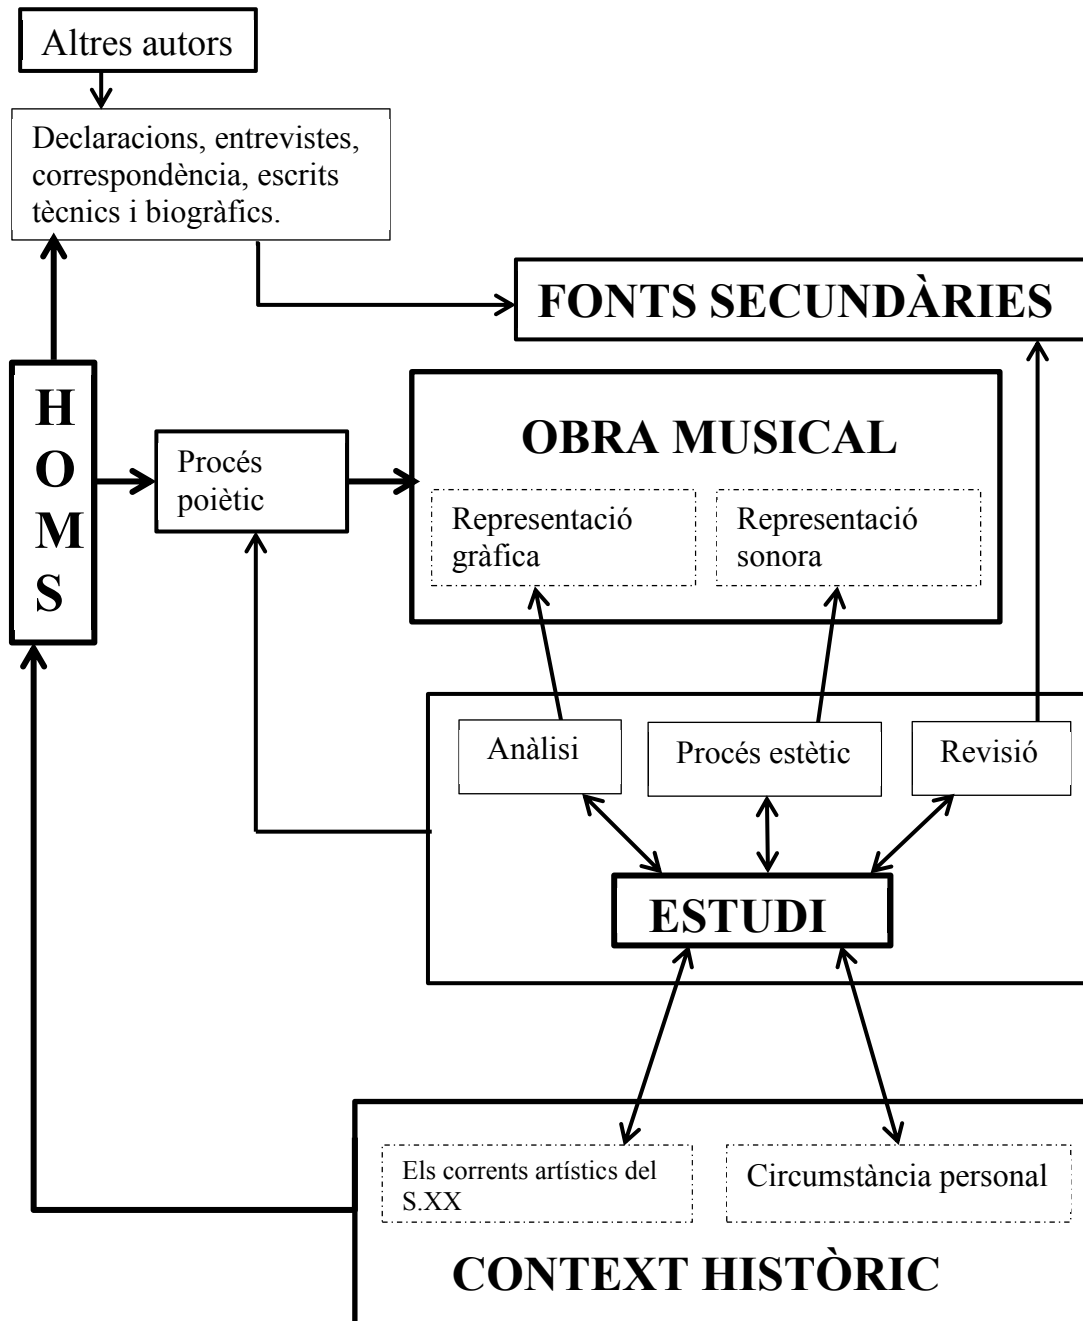 Altres autors
Declaracions, entrevistes,
correspondència, escrits
tècnics i biogràfics.
FONTS SECUNDÀRIES
H
O
M
S
Procés
poiètic
OBRA MUSICAL
Representació
gràfica
Representació
sonora
Anàlisi
Procés estètic
Revisió
ESTUDI
Els corrents artístics del
S.XX
Circumstància personal
CONTEXT HISTÒRIC